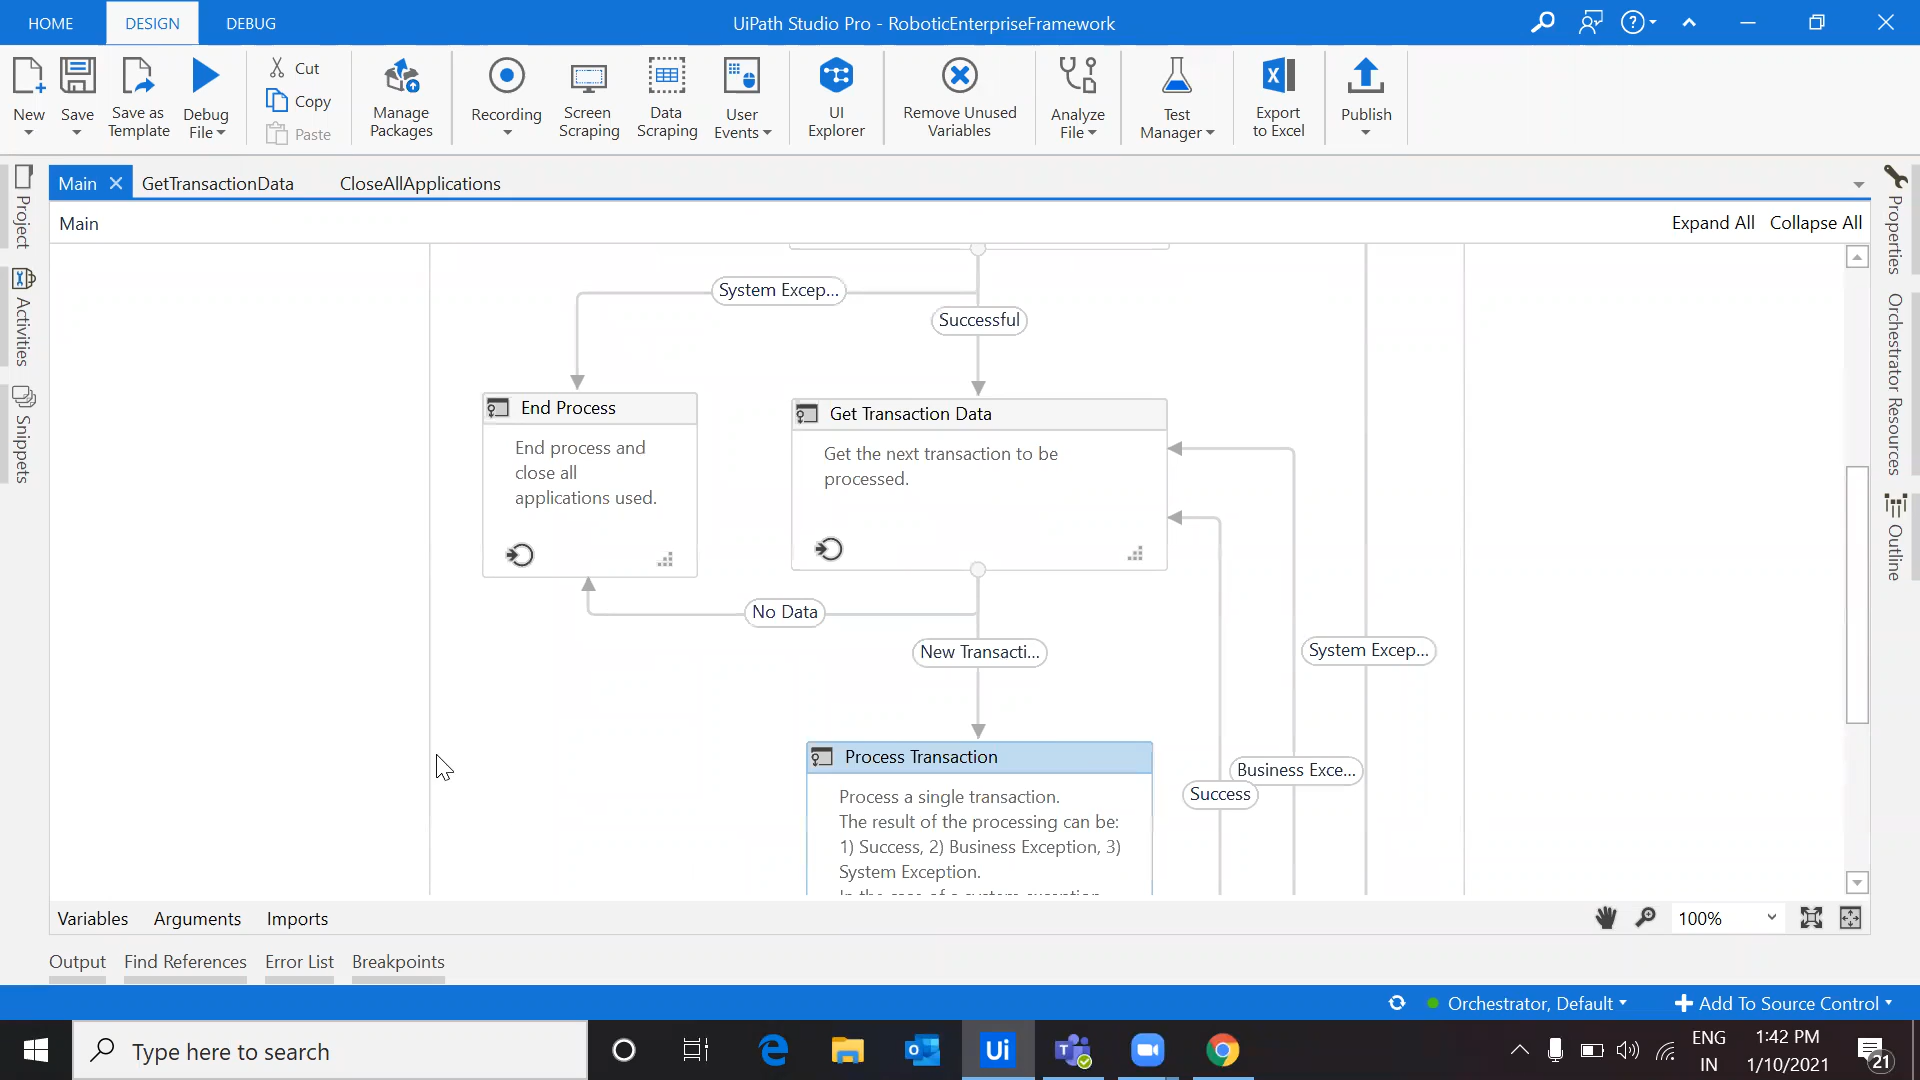 HOME
DESIGN
DEBUG
UiPath Studio Pro - RoboticEnterpriseFramework
New
Save
Save as
Template
Debug
File
Cut
Copy
Paste
Manage
Packages
Recording
Screen
Scraping
Data
Scraping
User
Events
UI
Explorer
Remove Unused
Variables
Analyze
File
Test
Manager
Export
to Excel
Publish
Project
Activities
Snippets
Main
GetTransactionData
CloseAllApplications
Main
Expand All
Collapse All
Properties
Orchestrator Resources
Outline
System Excep...
Successful
End Process
End process and
close all
applications used.
Get Transaction Data
Get the next transaction to be
processed.
No Data
New Transacti...
System Excep...
Business Exce...
Success
Process Transaction
Process a single transaction.
The result of the processing can be:
1) Success, 2) Business Exception, 3)
System Exception.
Variables
Arguments
Imports
100%
Output
Find References
Error List
Breakpoints
Orchestrator, Default
Add To Source Control
Type here to search
Ui
ENG
IN
1:42 PM
1/10/2021
21